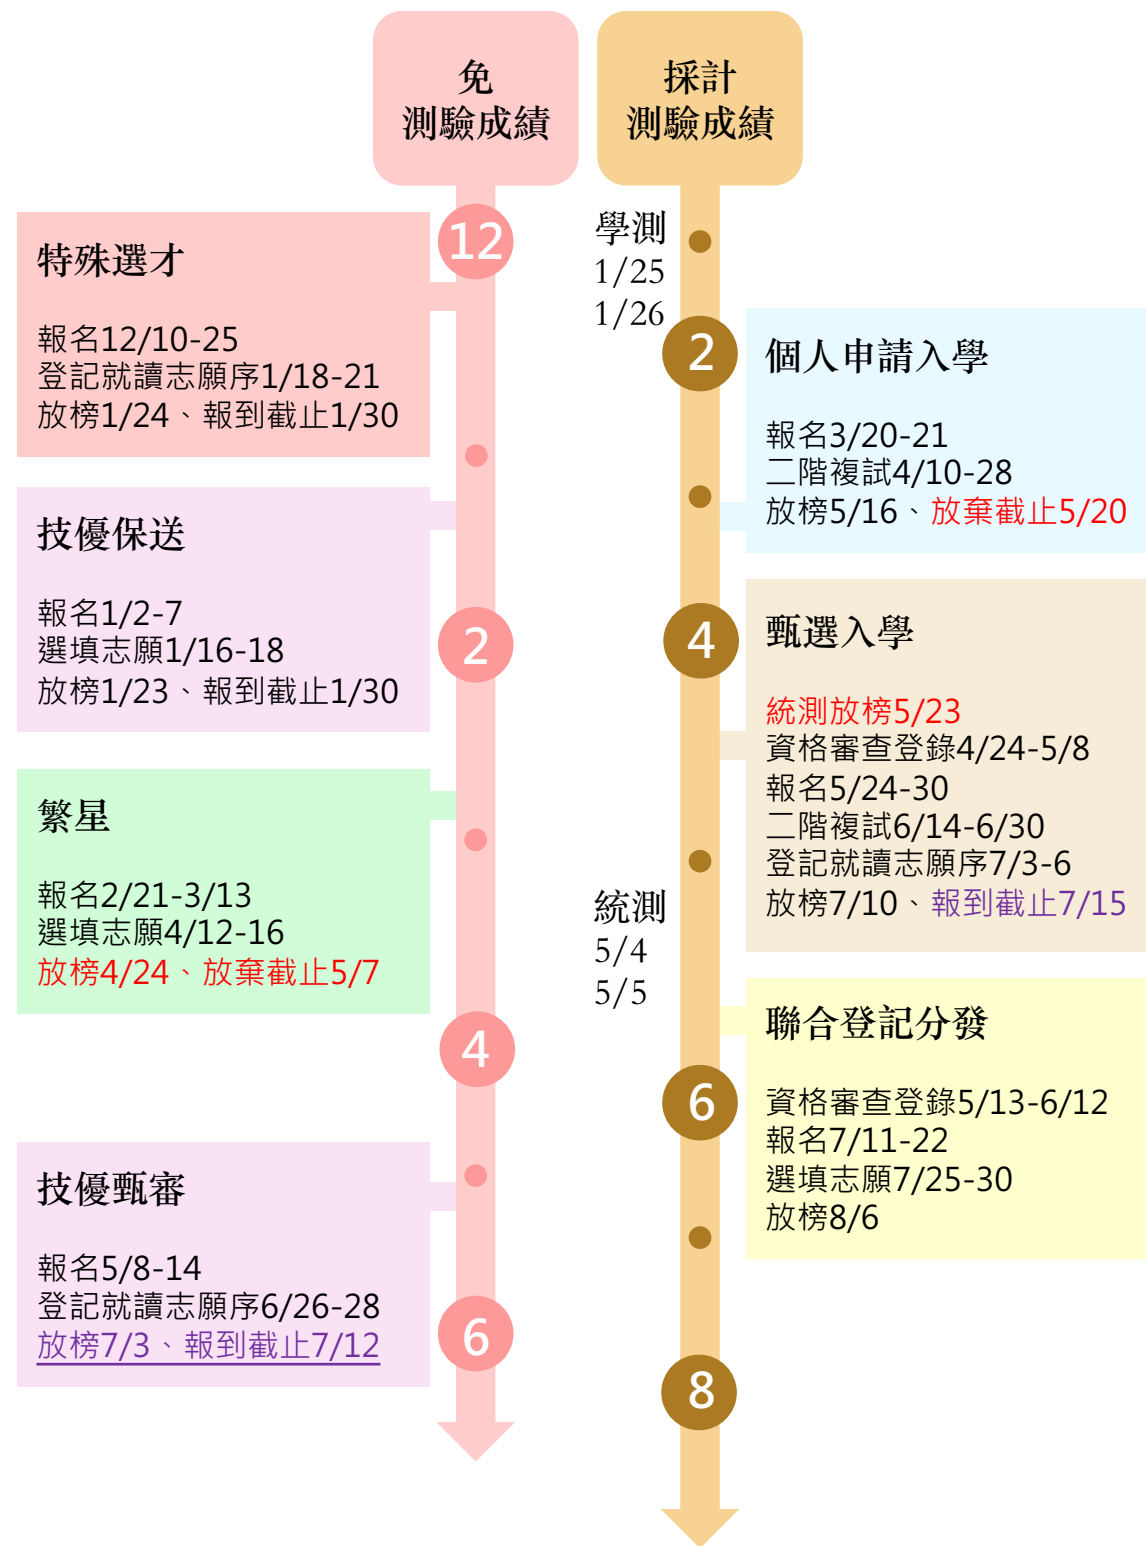 免
測驗成績
12
特殊選才
報名12/10-25
登記就讀志願序1/18-21
放榜1/24、報到截止1/30
技優保送
報名1/2-7
選填志願1/16-18
放榜1/23、報到截止1/30
2
繁星
報名2/21-3/13
選填志願4/12-16
放榜4/24、放棄截止5/7
4
技優甄審
報名5/8-14
登記就讀志願序6/26-28
放榜7/3、報到截止7/12
6
採計
測驗成績
學測
1/25
1/26
2
個人申請入學
報名3/20-21
二階複試4/10-28
放榜5/16、放棄截止5/20
4
甄選入學
統測放榜5/23
資格審查登錄4/24-5/8
報名5/24-30
二階複試6/14-6/30
登記就讀志願序7/3-6
放榜7/10、報到截止7/15
統測
5/4
5/5
聯合登記分發
資格審查登錄5/13-6/12
報名7/11-22
選填志願7/25-30
放榜8/6
6
8